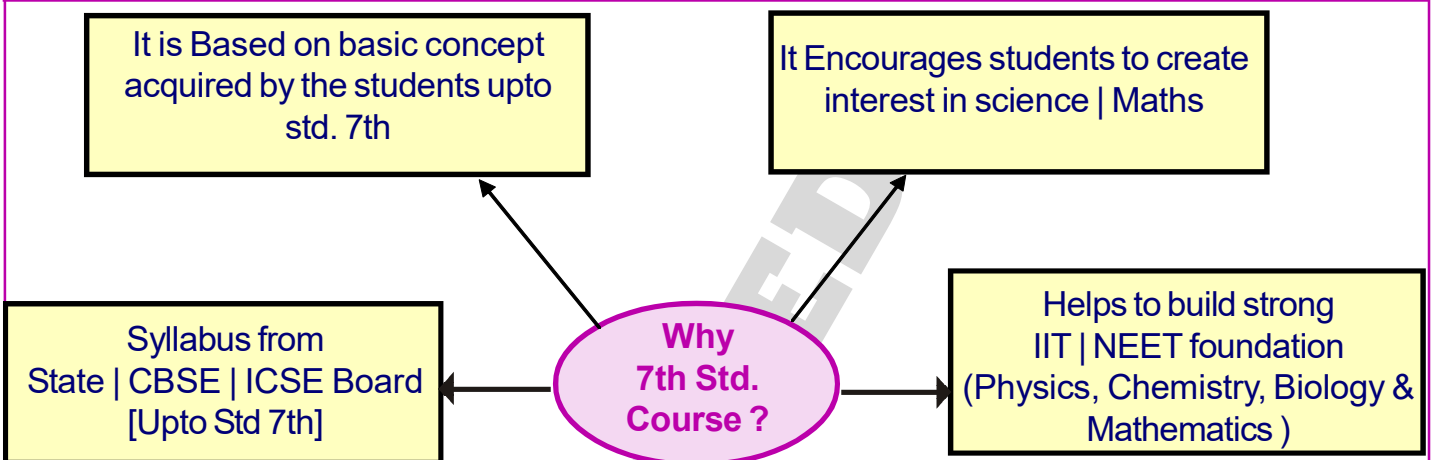 It is Based on basic concept
acquired by the students upto
std. 7th
It Encourages students to create
interest in science | Maths
Syllabus from
State | CBSE | ICSE Board
[Upto Std 7th]
Why
7th Std.
Course ?
Helps to build strong
IIT | NEET foundation
(Physics, Chemistry, Biology &
Mathematics )